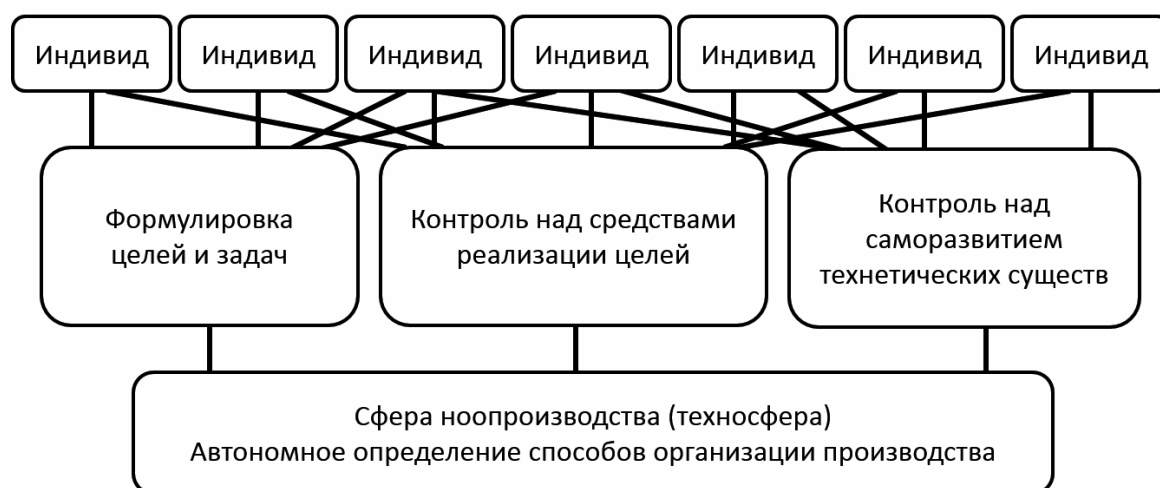 Индивид
Индивид
Индивид
Индивид
Индивид
Индивид
Индивид
Формулировка
целей и задач
Контроль над средствами
реализации целей
Контроль над
саморазвитием
технетических существ
Сфера ноопроизводства (техносфера)
Автономное определение способов организации производства